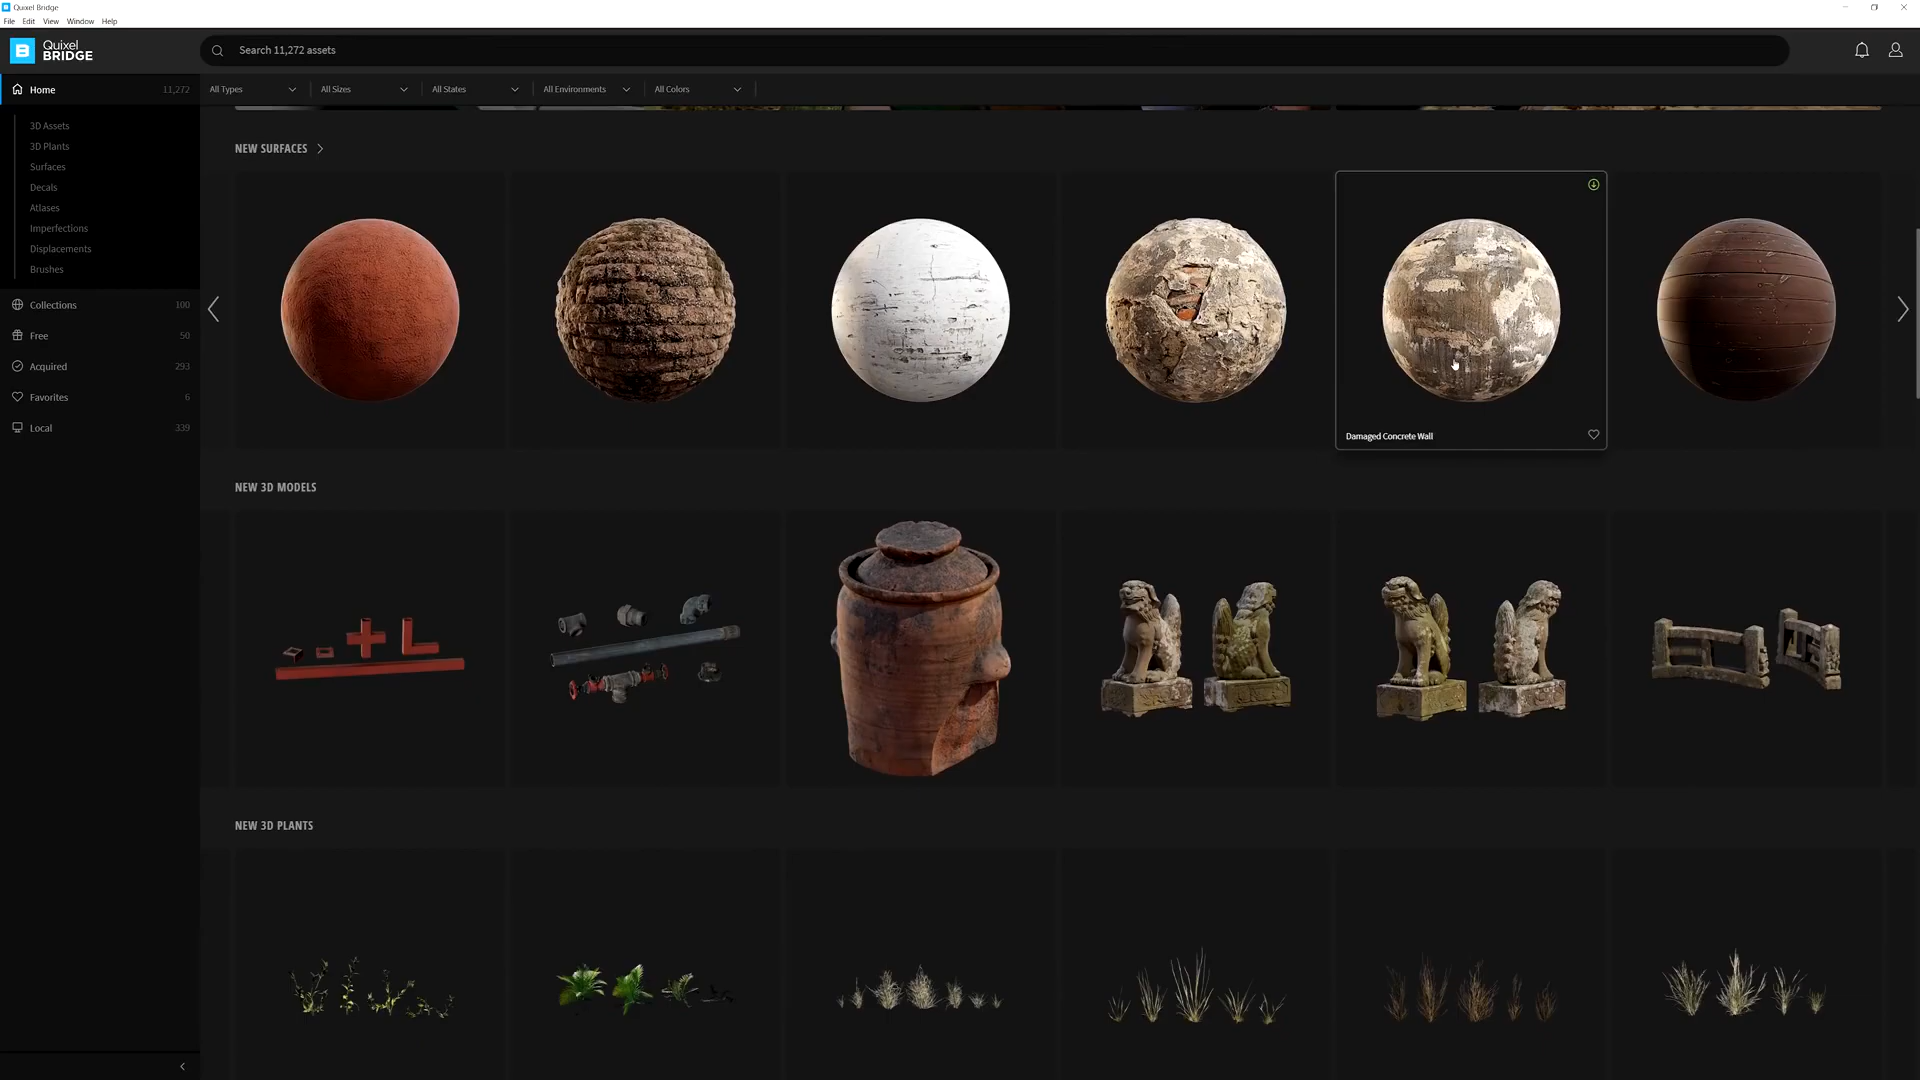 Quixel Bridge
File Edit View Window Help
Quixel
BRIDGE
Search 11,272 assets
Home 11,272
All Types All Sizes All States All Environments All Colors
3D Assets
3D Plants
Surfaces
Decals
Atlases
Imperfections
Displacements
Brushes
Collections 100
Free 50
Acquired 293
Favorites 6
Local 339
NEW SURFACES
Damaged Concrete Wall
NEW 3D MODELS
NEW 3D PLANTS